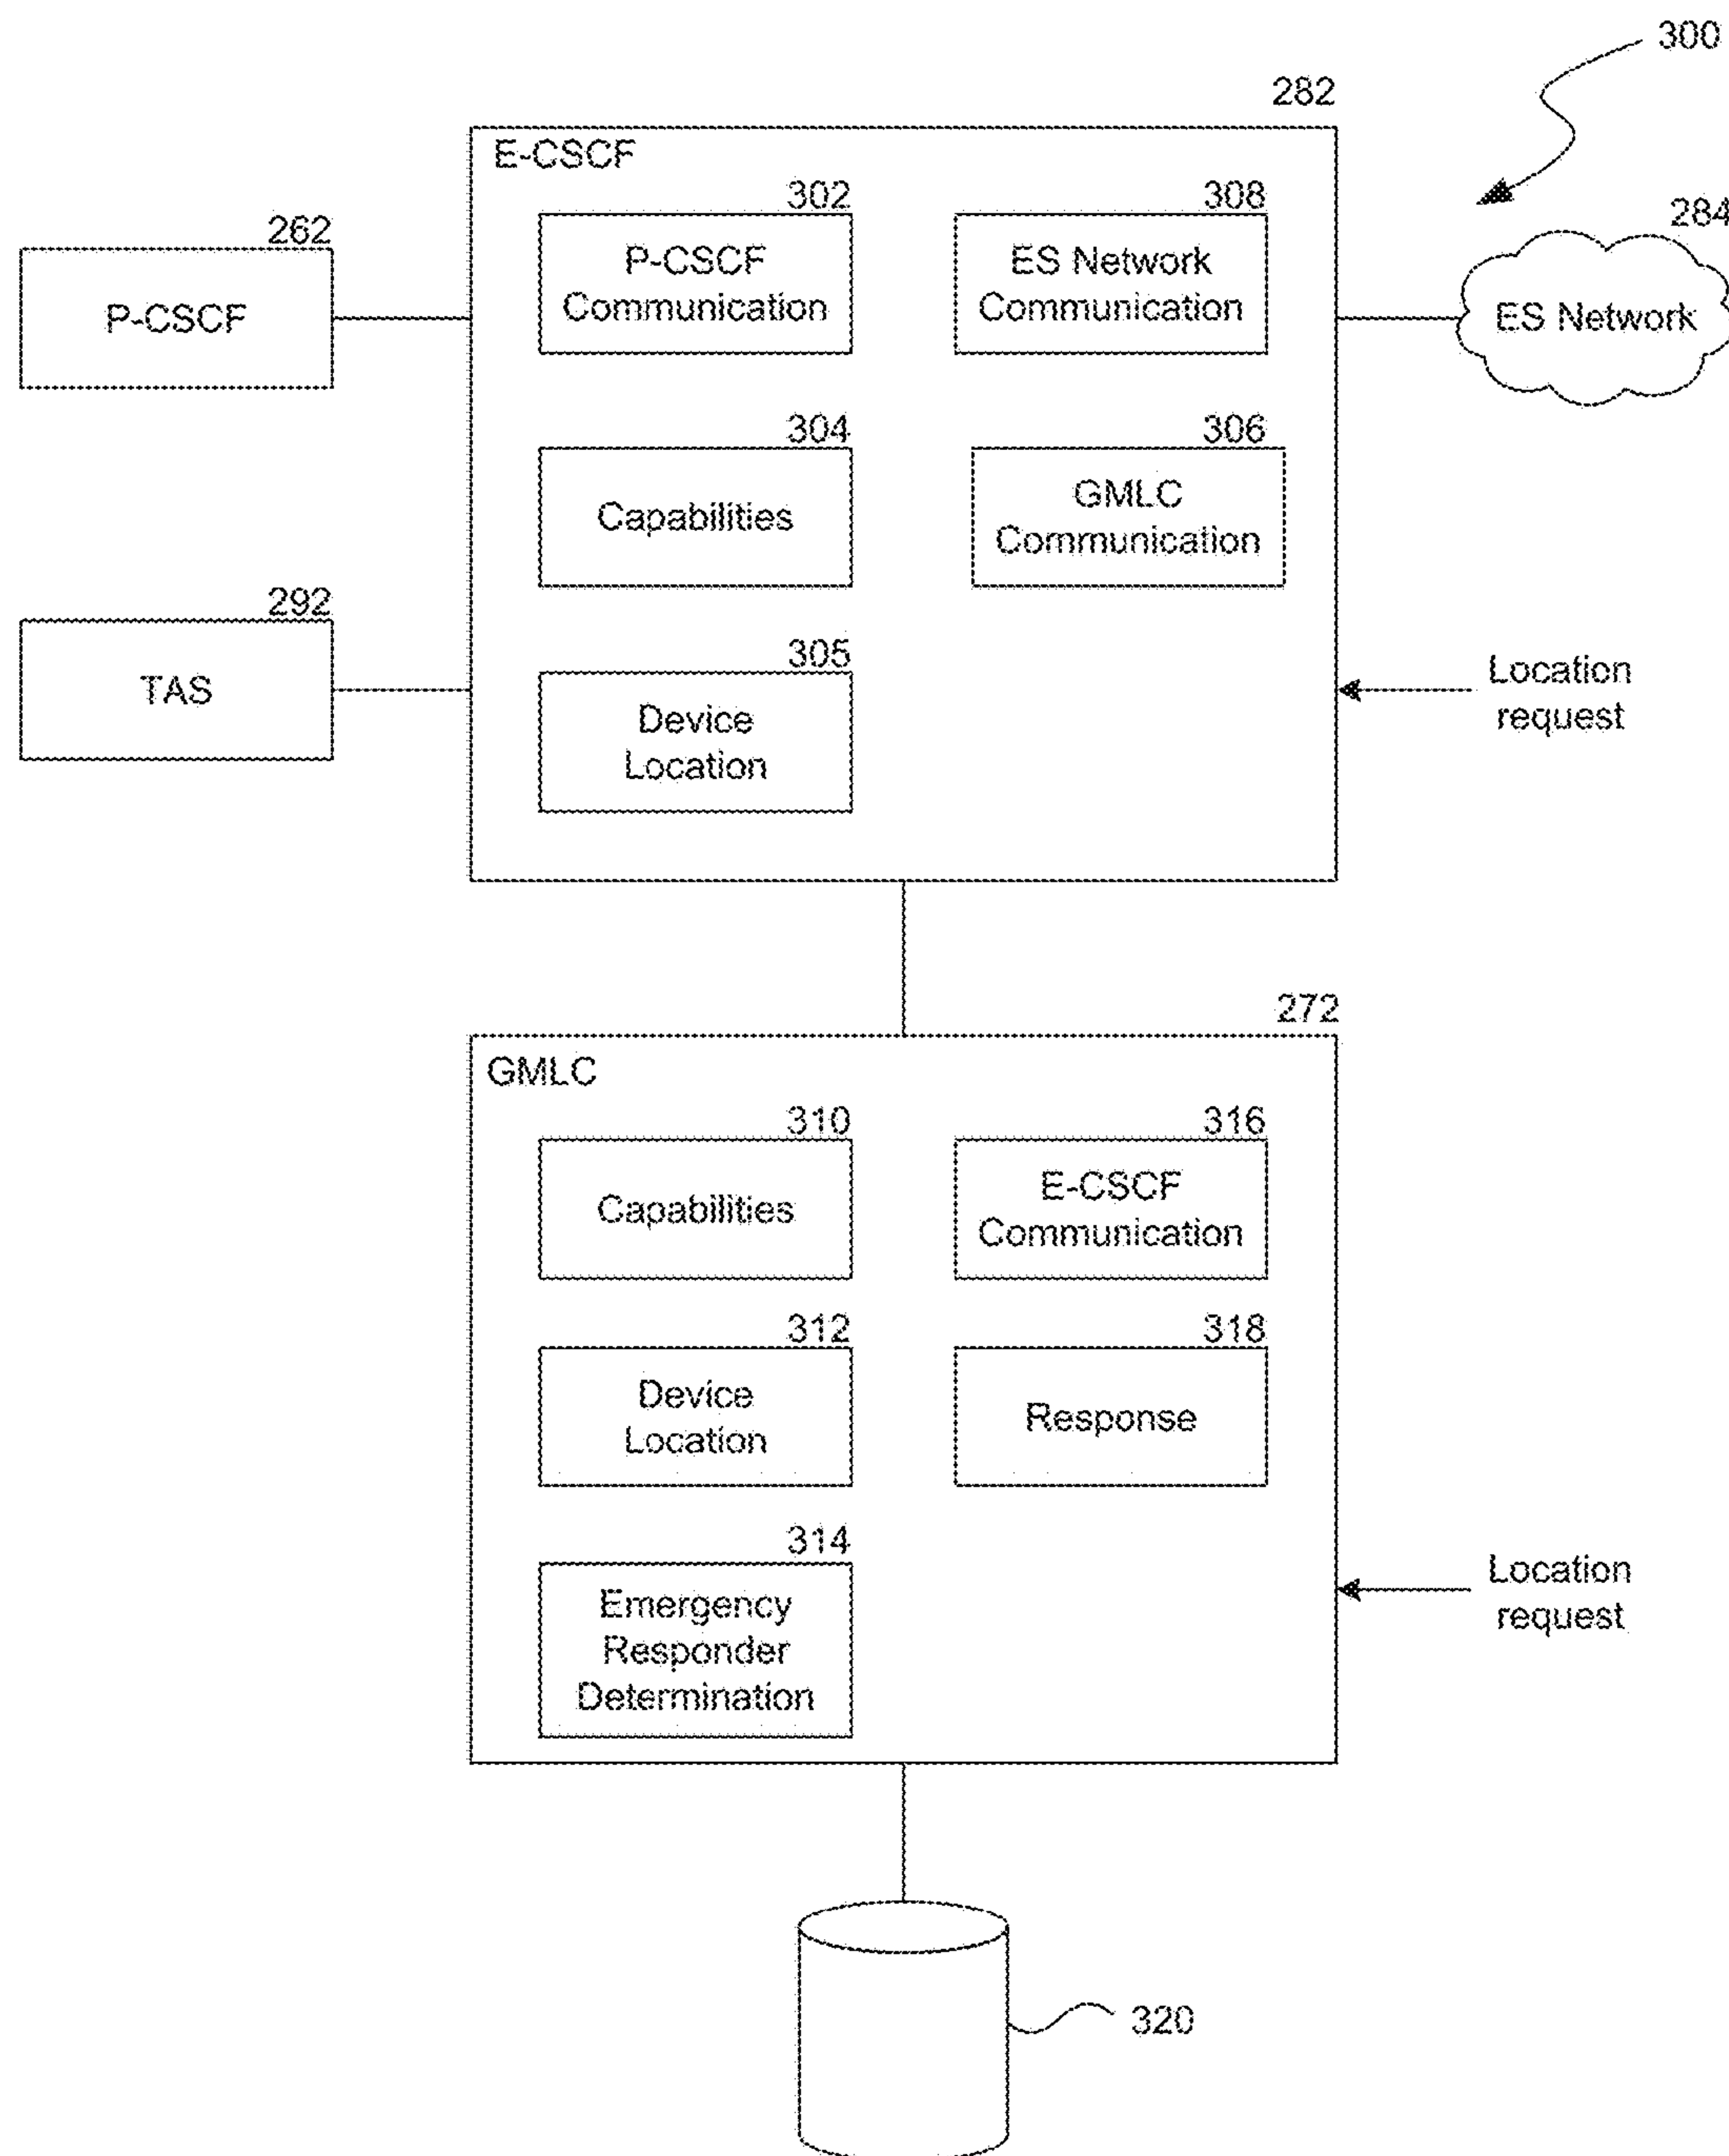 300
282
E-CSCF
302
308
284
262
P-CSCF
Communication
ES Network
Communication
P-CSCF
ES Network
304
306
Capabilities
GMLC
Communication
292
305
TAS
Device
Location
Location
request
272
GMLC
310
316
Capabilities
E-CSCF
Communication
312
318
Device
Location
Response
314
Emergency
Responder
Determination
Location
request
320